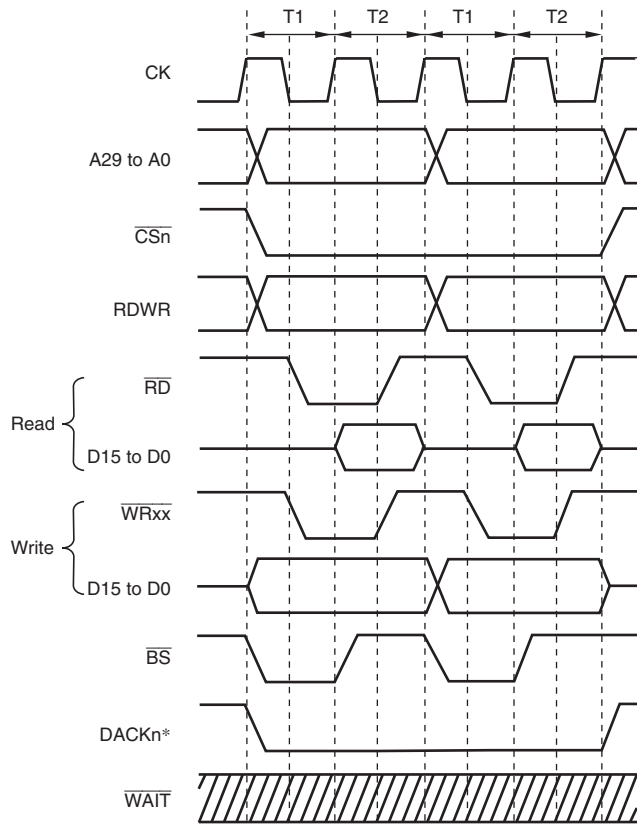 T1 T2 T1 T2
CK
A29 to A0
CSn
RDWR
RD
Read
D15 to D0
WRxx
Write
D15 to D0
BS
DACKn*
WAIT